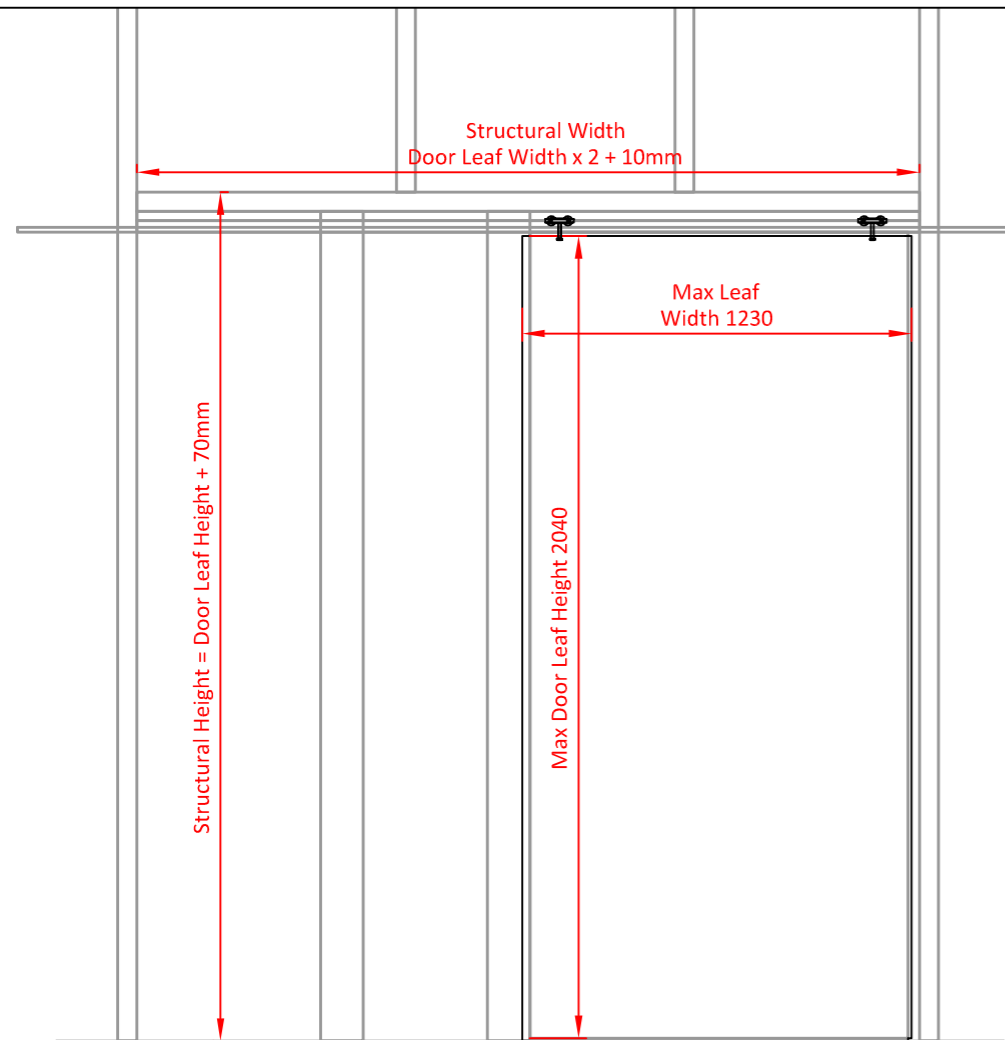 Structural Width
Door Leaf Width x 2 + 10mm
Max Leaf
Width 1230
Structural Height = Door Leaf Height + 70mm
Max Door Leaf Height 2040